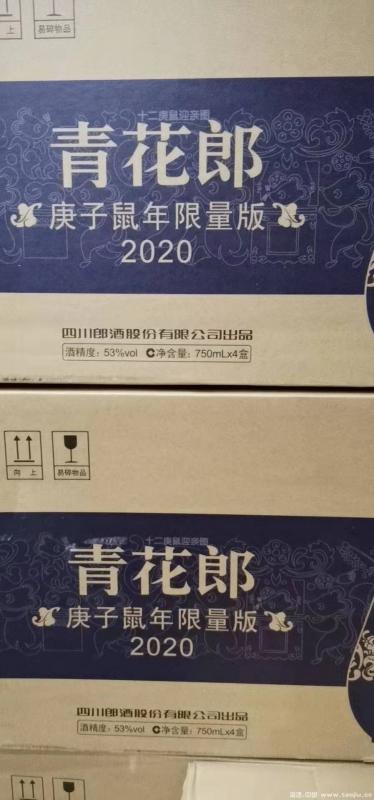 向 上
易碎物品
十二庚鼠迎亲图
青花郎
庚子鼠年限量版
2020
四川郎酒股份有限公司出品
酒精度：53%vol C净含量：750mLx4盒
向 上
易碎物品
十二庚鼠迎亲图
青花郎
庚子鼠年限量版
2020
四川郎酒股份有限公司出品
酒精度：53%vol C净含量：750mLx4盒